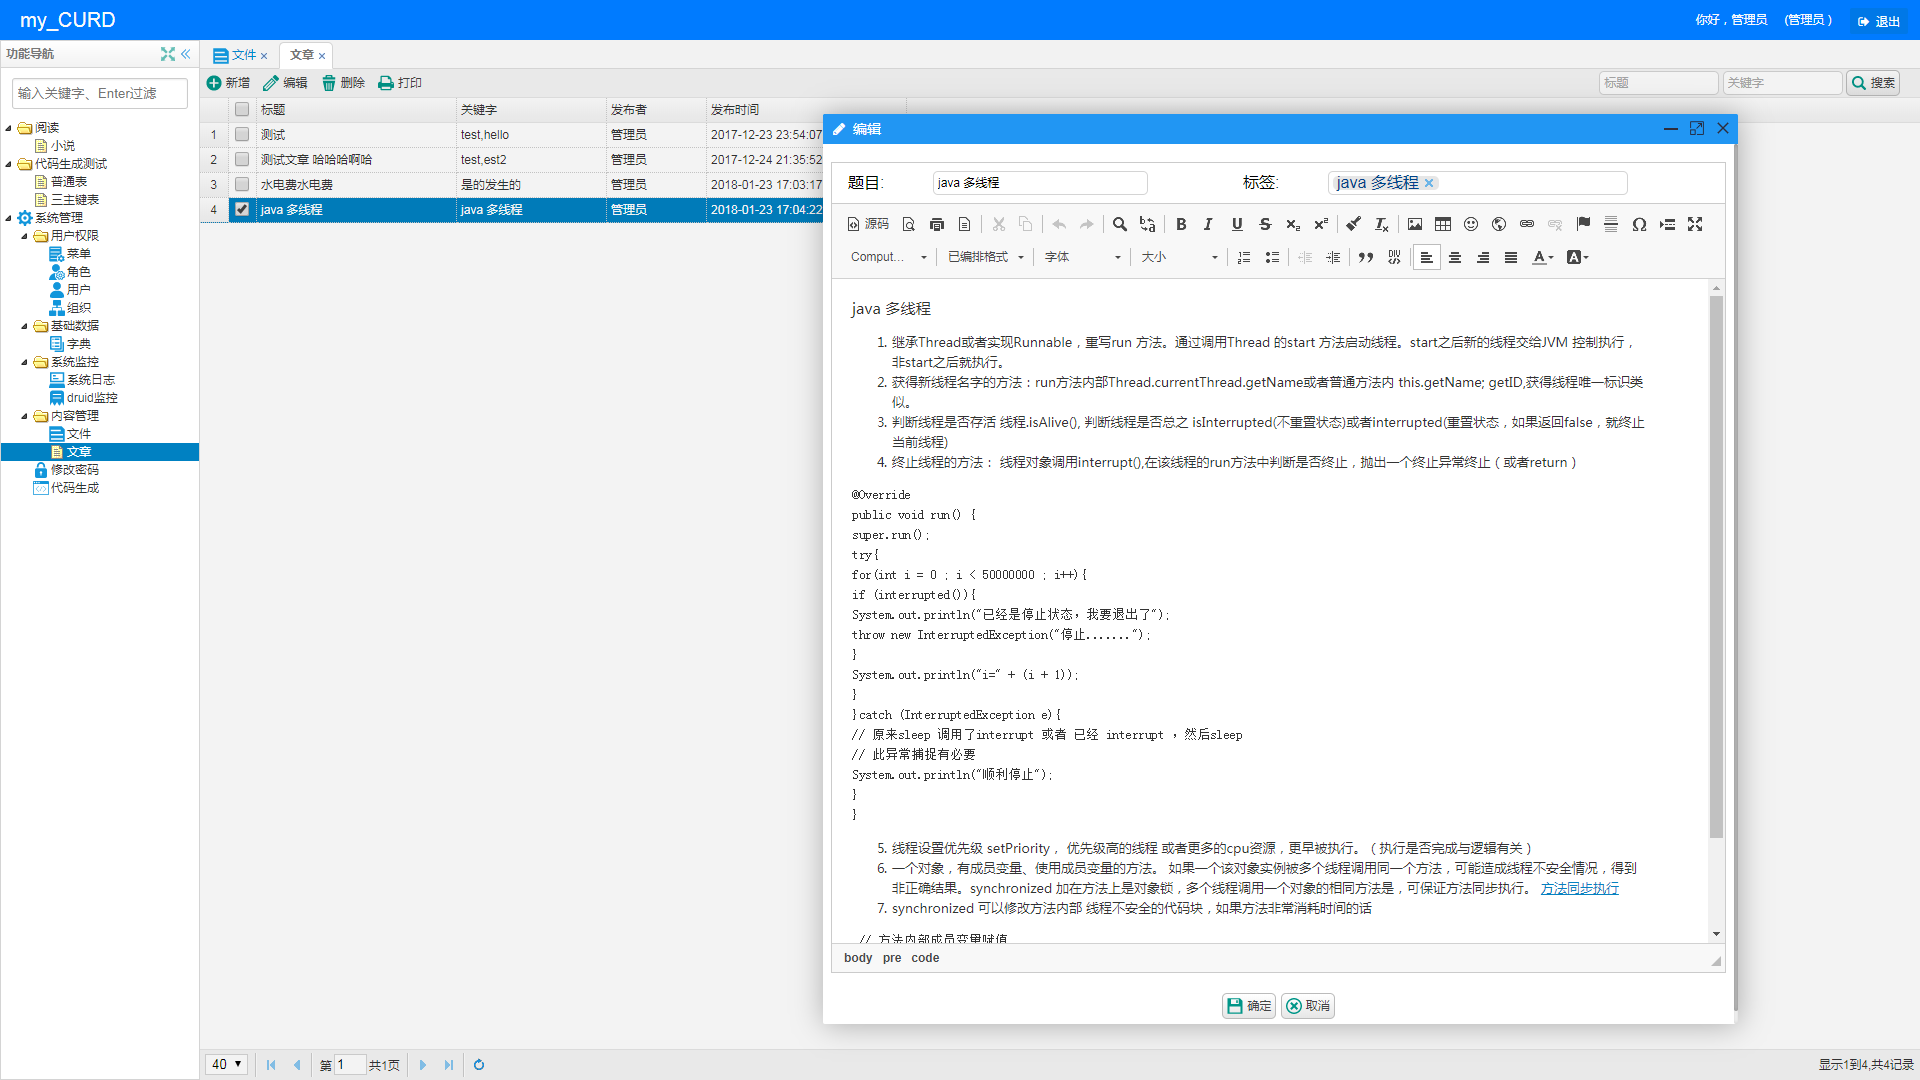 my_CURD
你好，管理员 （管理员） 退出
功能导航
文件 文章
输入关键字、Enter过滤
新增 编辑 删除 打印
标题 关键字 搜索
阅读
小说
代码生成测试
普通表
三主键表
系统管理
用户权限
菜单
角色
用户
组织
基础数据
字典
系统监控
系统日志
druid监控
内容管理
文件
文章
修改密码
代码生成
标题 关键字 发布者 发布时间
1 测试 test,hello 管理员 2017-12-23 23:54:07
2 测试文章 哈哈哈啊哈 test,est2 管理员 2017-12-24 21:35:52
3 水电费水电费 是的发生的 管理员 2018-01-23 17:03:17
4 java 多线程 java 多线程 管理员 2018-01-23 17:04:22
编辑
题目: java 多线程 标签: java 多线程
源码
Comput... 已编排格式 字体 大小
java 多线程
1. 继承Thread或者实现Runnable，重写run 方法。通过调用Thread 的start 方法启动线程。start之后新的线程交给JVM 控制执行，
非start之后就执行。
2. 获得新线程名字的方法：run方法内部Thread.currentThread.getName或者普通方法内 this.getName; getID,获得线程唯一标识类
似。
3. 判断线程是否存活 线程.isAlive(), 判断线程是否总之 isInterrupted(不重置状态)或者interrupted(重置状态，如果返回false，就终止
当前线程)
4. 终止线程的方法： 线程对象调用interrupt(),在该线程的run方法中判断是否终止，抛出一个终止异常终止（或者return）
@Override
public void run() {
super.run();
try{
for(int i = 0 ; i < 50000000 ; i++){
if (interrupted()){
System.out.println("已经是停止状态，我要退出了");
throw new InterruptedException("停止.......");
}
System.out.println("i=" + (i + 1));
}
}catch (InterruptedException e){
// 原来sleep 调用了interrupt 或者 已经 interrupt ，然后sleep
// 此异常捕捉有必要
System.out.println("顺利停止");
}
}
5. 线程设置优先级 setPriority， 优先级高的线程 或者更多的cpu资源，更早被执行。（执行是否完成与逻辑有关）
6. 一个对象，有成员变量、使用成员变量的方法。 如果一个该对象实例被多个线程调用同一个方法，可能造成线程不安全情况，得到
非正确结果。synchronized 加在方法上是对象锁，多个线程调用一个对象的相同方法是，可保证方法同步执行。 方法同步执行
7. synchronized 可以修改方法内部 线程不安全的代码块，如果方法非常消耗时间的话
// 方法内部成员变量赋值
body pre code
确定 取消
40 第 1 共1页
显示1到4,共4记录